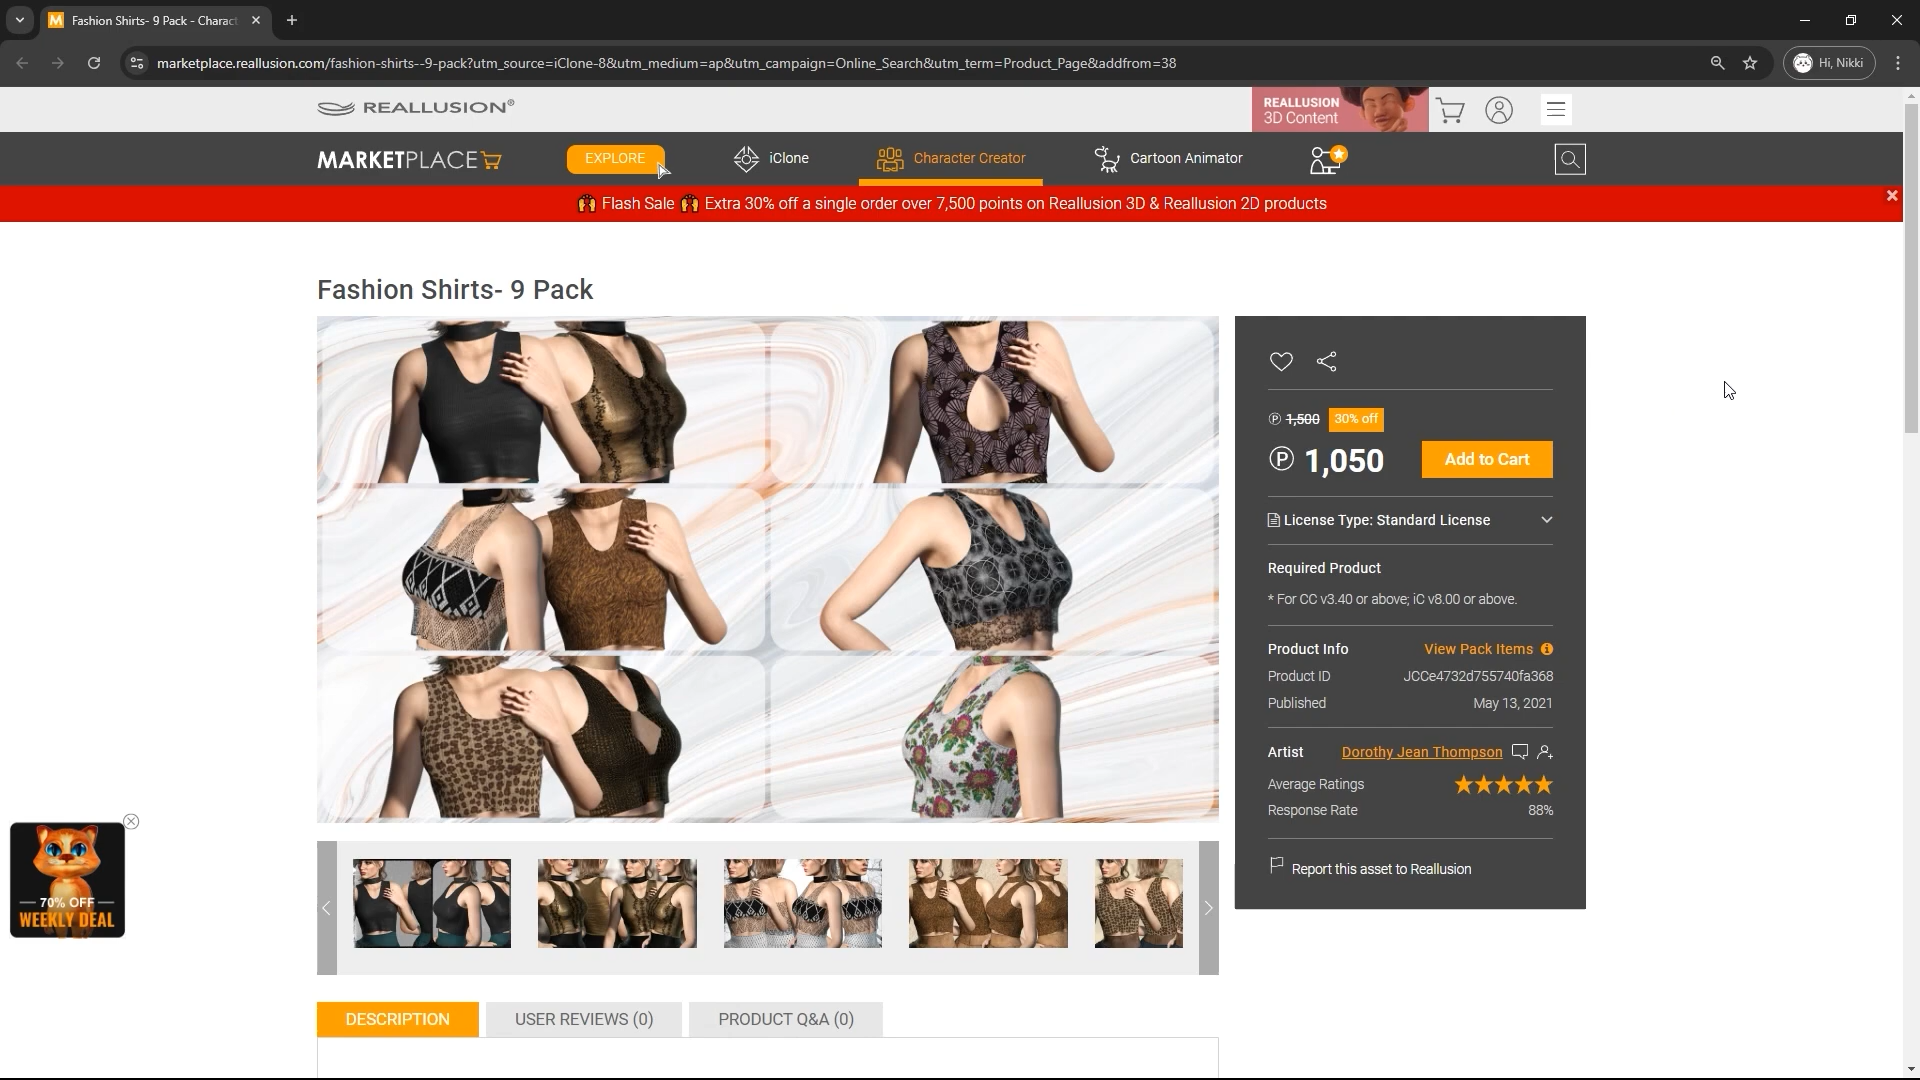 Fashion Shirts- 9 Pack - Charact
marketplace.reallusion.com/fashion-shirts--9-pack?utm_source=iClone-8&utm_medium=ap&utm_campaign=Online_Search&utm_term=Product_Page&addfrom=38
Hi, Nikki
REALLUSION®
REALLUSION
3D Content
MARKETPLACE
EXPLORE
iClone
Character Creator
Cartoon Animator
Flash Sale Extra 30% off a single order over 7,500 points on Reallusion 3D & Reallusion 2D products
Fashion Shirts- 9 Pack
P 1,500 30% off
P 1,050
Add to Cart
License Type: Standard License
Required Product
* For CC v3.40 or above; iC v8.00 or above.
Product Info View Pack Items
Product ID JCCe4732d755740fa368
Published May 13, 2021
Artist Dorothy Jean Thompson
Average Ratings
Response Rate 88%
Report this asset to Reallusion
70% OFF
WEEKLY DEAL
DESCRIPTION
USER REVIEWS (0)
PRODUCT Q&A (0)